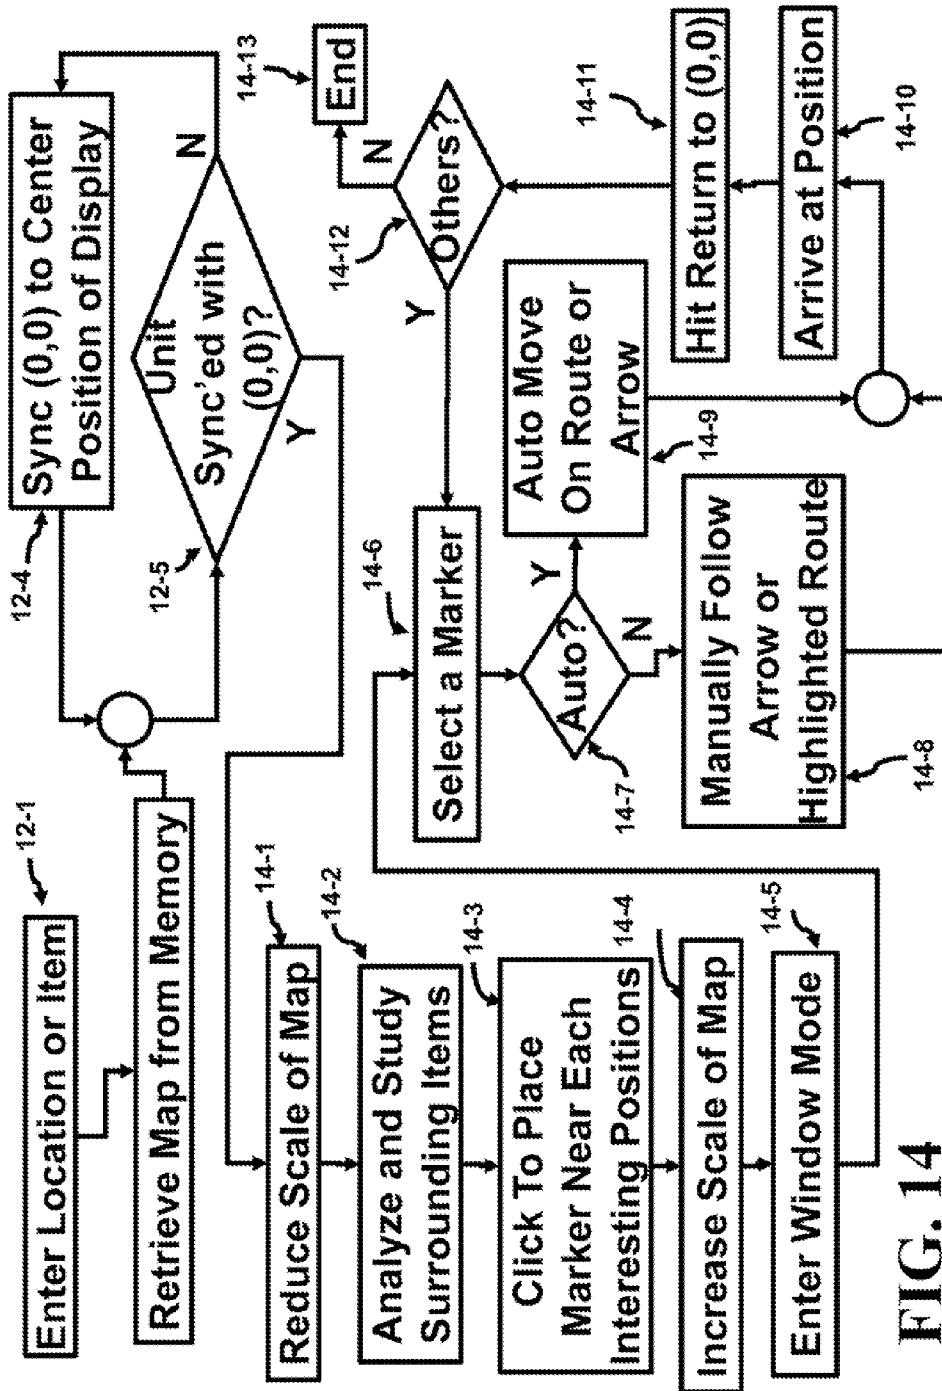 12-1
Enter Location or Item
Retrieve Map from Memory
12-4
Sync (0,0) to Center
Position of Display
12-5
Unit
Sync'ed with
(0,0)?
N
Y
14-1
Reduce Scale of Map
14-2
Analyze and Study
Surrounding Items
14-3
Click To Place
Marker Near Each
Interesting Positions
14-4
Increase Scale of Map
14-5
Enter Window Mode
14-6
Select a Marker
14-7
Auto?
Y
N
14-8
Manually Follow
Arrow or
Highlighted Route
14-9
Auto Move
On Route or
Arrow
14-10
Arrive at Position
14-11
Hit Return to (0,0)
14-12
Others?
Y
N
14-13
End
FIG. 14